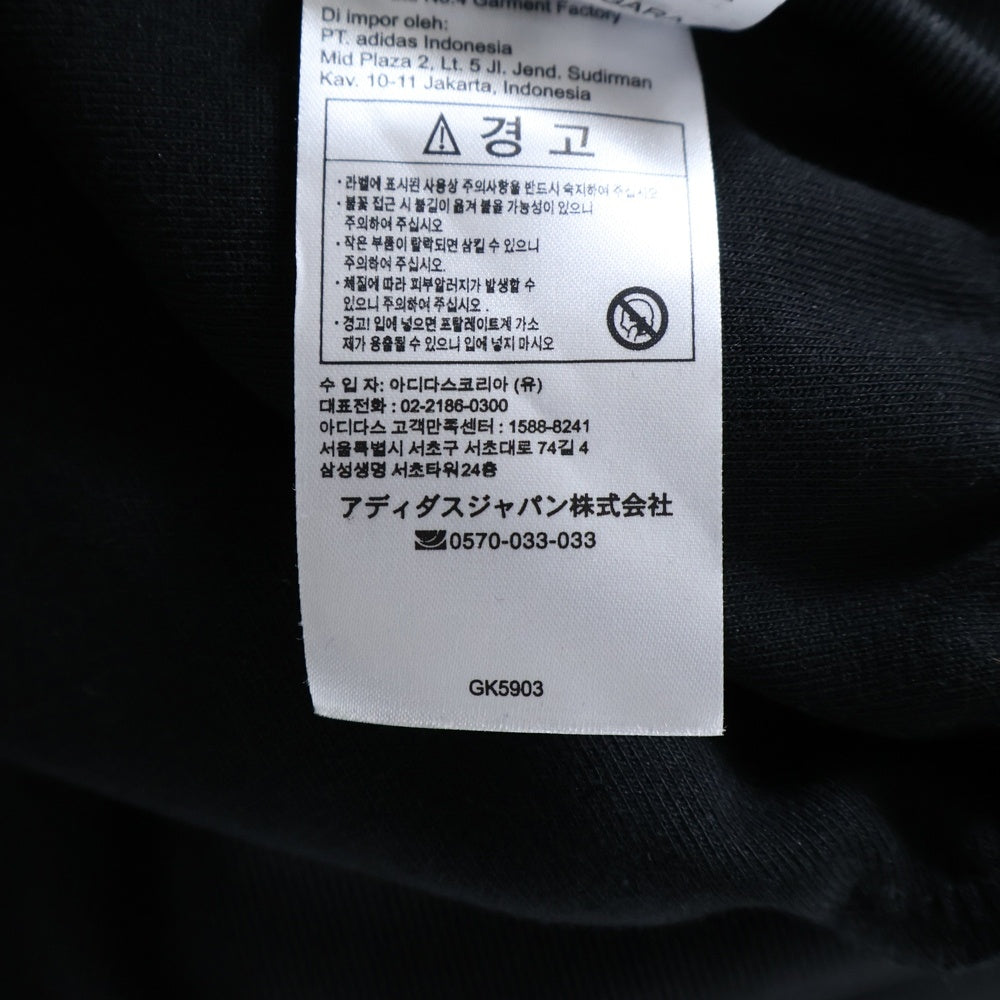 No.4 Garment Factory
Di impor oleh:
PT. adidas Indonesia
Mid Plaza 2, Lt. 5 Jl. Jend. Sudirman
Kav. 10-11 Jakarta, Indonesia
경 고
· 라벨에 표시된 사용상 주의사항을 반드시 숙지하여 주십시오
· 불꽃 접근 시 불길이 옮겨 붙을 가능성이 있으니
주의하여 주십시오
· 작은 부품이 탈락되면 삼킬 수 있으니
주의하여 주십시오.
· 체질에 따라 피부알러지가 발생할 수
있으니 주의하여 주십시오 .
· 경고! 입에 넣으면 프탈레이트계 가소
제가 용출될 수 있으니 입에 넣지 마시오
수 입 자: 아디다스코리아 (유)
대표전화 : 02-2186-0300
아디다스 고객만족센터 : 1588-8241
서울특별시 서초구 서초대로 74길 4
삼성생명 서초타워 24층
アディダスジャパン株式会社
0570-033-033
GK5903